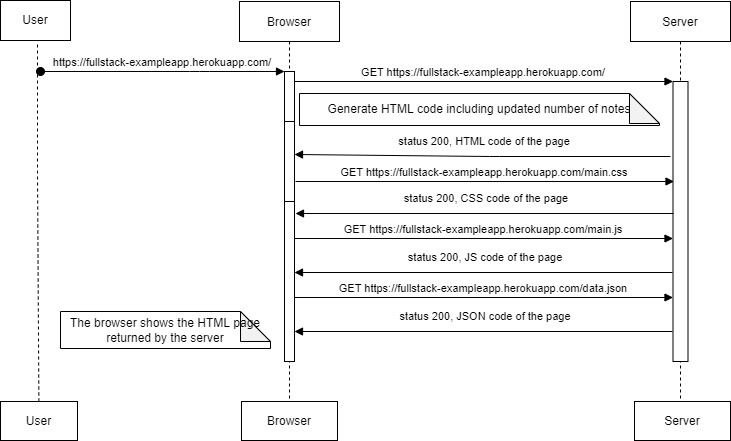 User
Browser
Server
https://fullstack-exampleapp.herokuapp.com/
GET https://fullstack-exampleapp.herokuapp.com/
Generate HTML code including updated number of notes
status 200, HTML code of the page
GET https://fullstack-exampleapp.herokuapp.com/main.css
status 200, CSS code of the page
GET https://fullstack-exampleapp.herokuapp.com/main.js
status 200, JS code of the page
GET https://fullstack-exampleapp.herokuapp.com/data.json
status 200, JSON code of the page
The browser shows the HTML page
returned by the server
User
Browser
Server